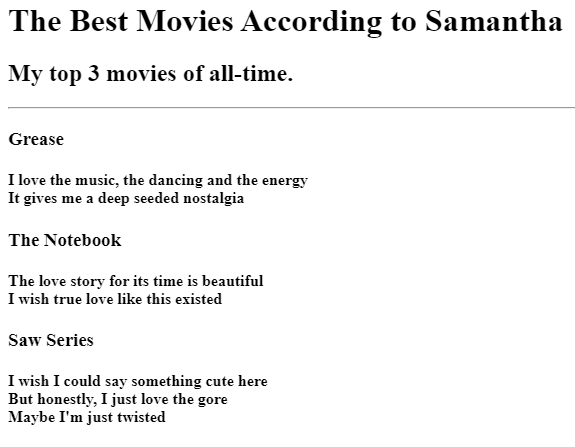 The Best Movies According to Samantha
My top 3 movies of all-time.
Grease
I love the music, the dancing and the energy
It gives me a deep seeded nostalgia
The Notebook
The love story for its time is beautiful
I wish true love like this existed
Saw Series
I wish I could say something cute here
But honestly, I just love the gore
Maybe I'm just twisted